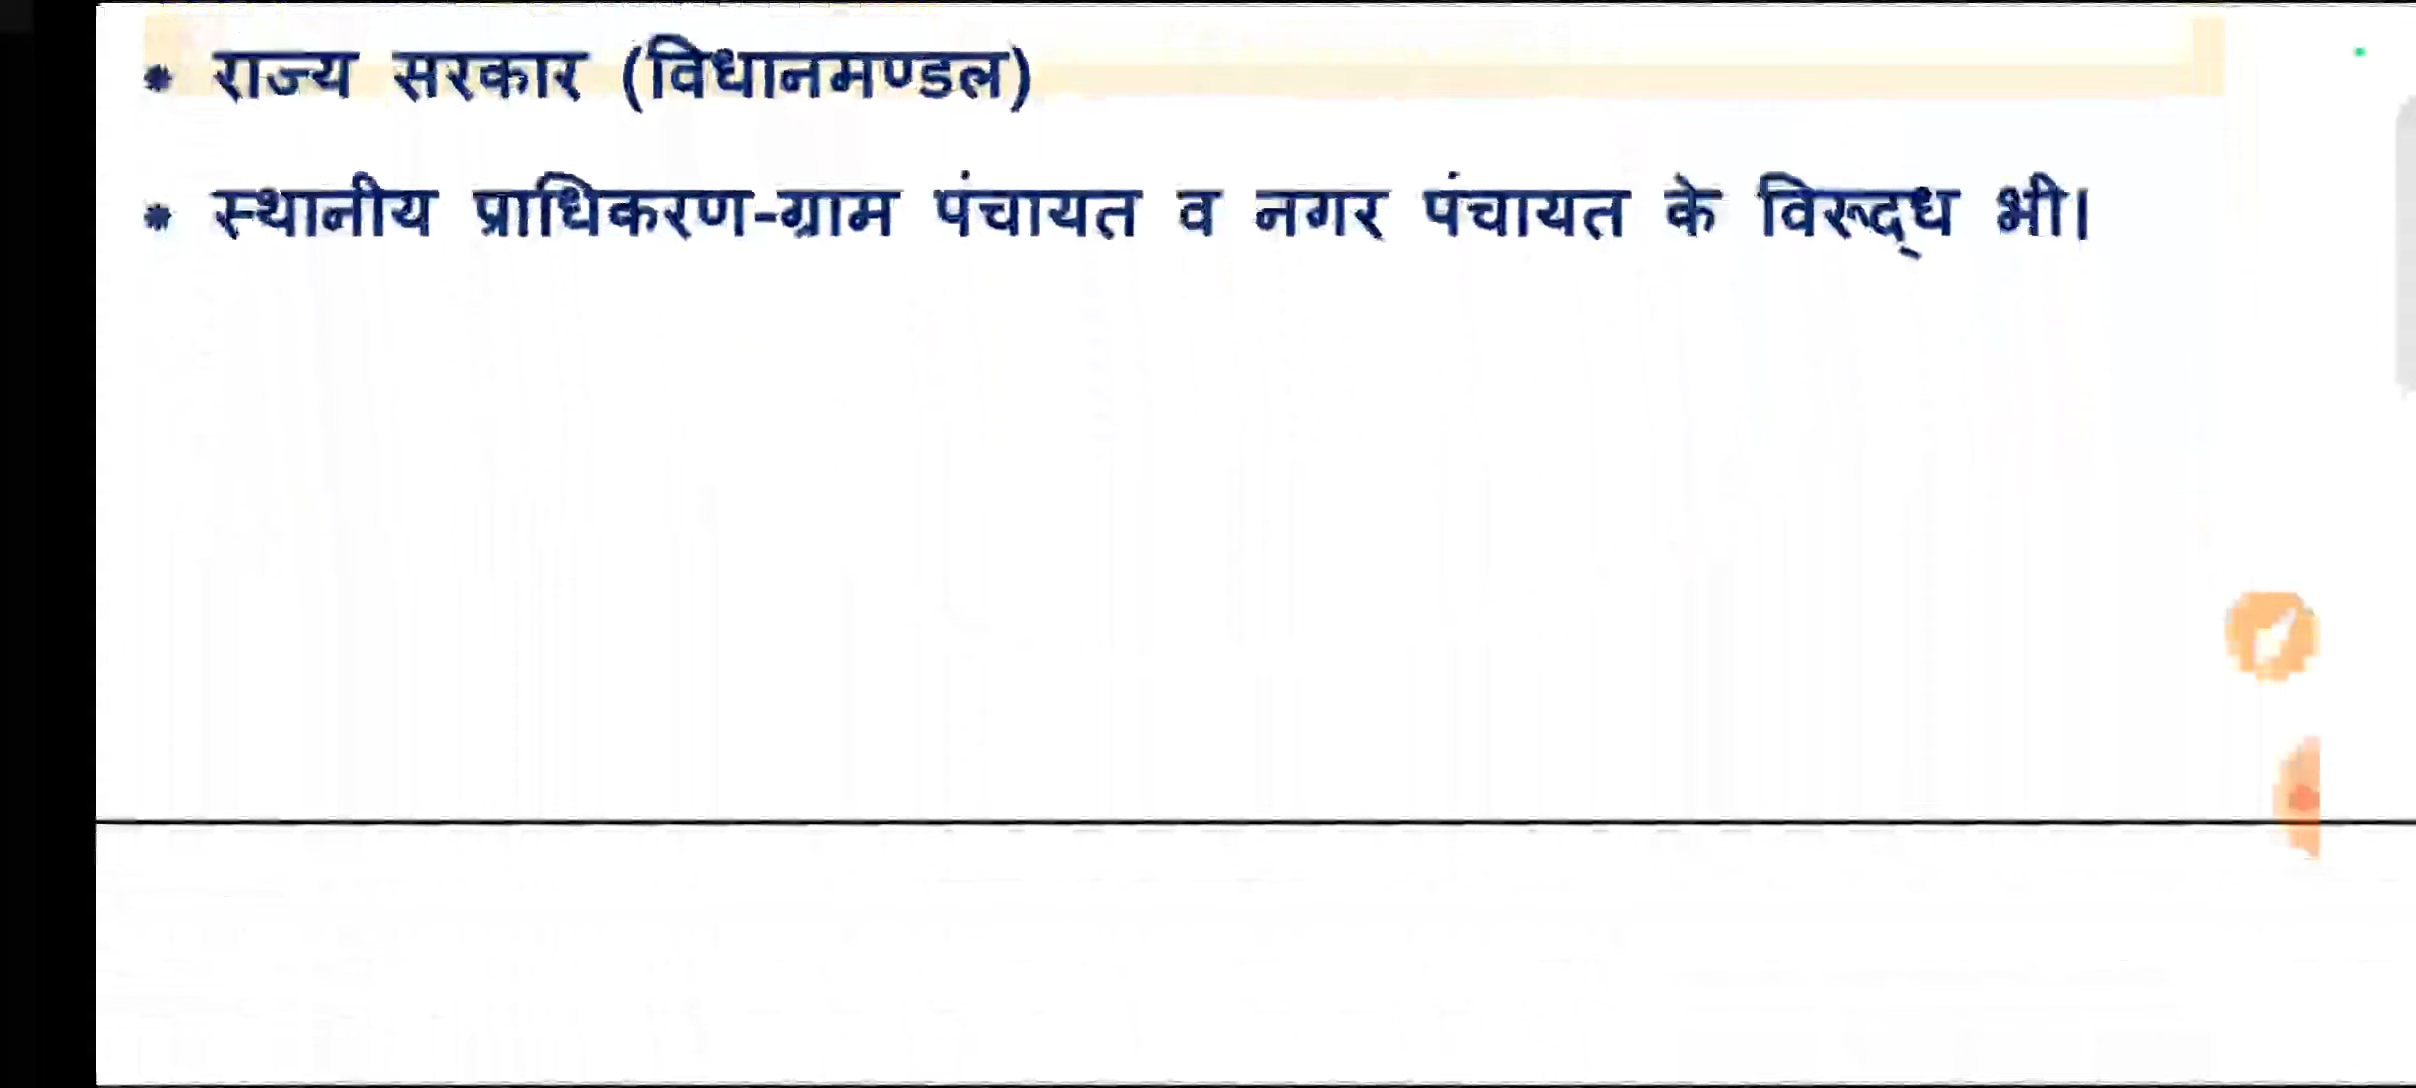 * राज्य सरकार (विधानमण्डल)
* स्थानीय प्राधिकरण-ग्राम पंचायत व नगर पंचायत के विरूद्ध भी।